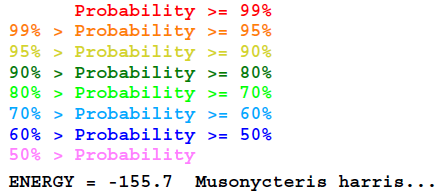 Probability >= 99%
99% > Probability >= 95%
95% > Probability >= 90%
90% > Probability >= 80%
80% > Probability >= 70%
70% > Probability >= 60%
60% > Probability >= 50%
50% > Probability
ENERGY = -155.7  Musonycteris harris...